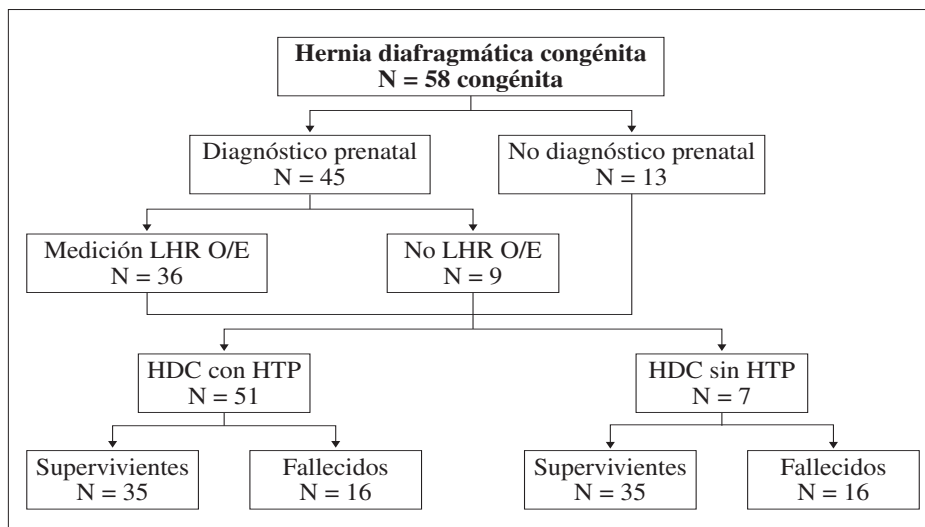 Hernia diafragmática congénita
N = 58 congénita
Diagnóstico prenatal
N = 45
No diagnóstico prenatal
N = 13
Medición LHR O/E
N = 36
No LHR O/E
N = 9
HDC con HTP
N = 51
HDC sin HTP
N = 7
Supervivientes
N = 35
Fallecidos
N = 16
Supervivientes
N = 35
Fallecidos
N = 16